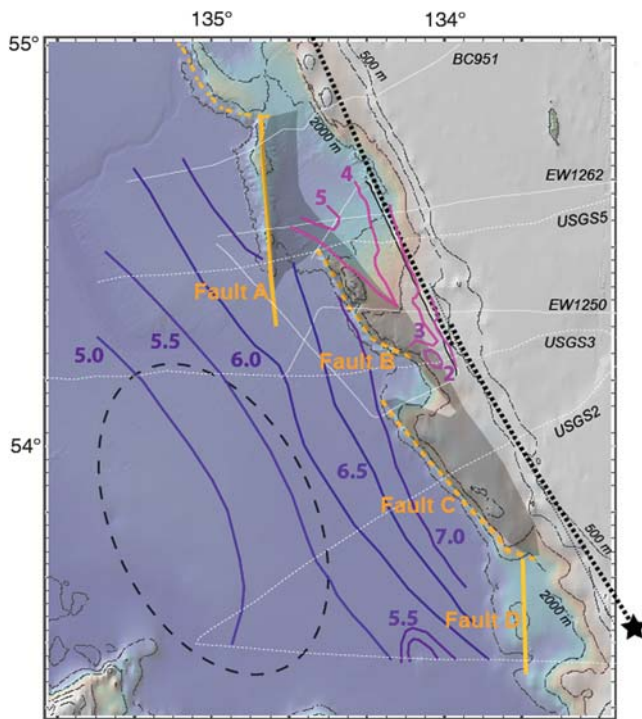 135° 134°
55°
500 m
BC951
2000 m
EW1262
4
5
USGS5
Fault A
EW1250
5.0 5.5 6.0
3
USGS3
Fault B
2
USGS2
54°
6.5
Fault C
7.0
500 m
5.5
Fault D
2000 m